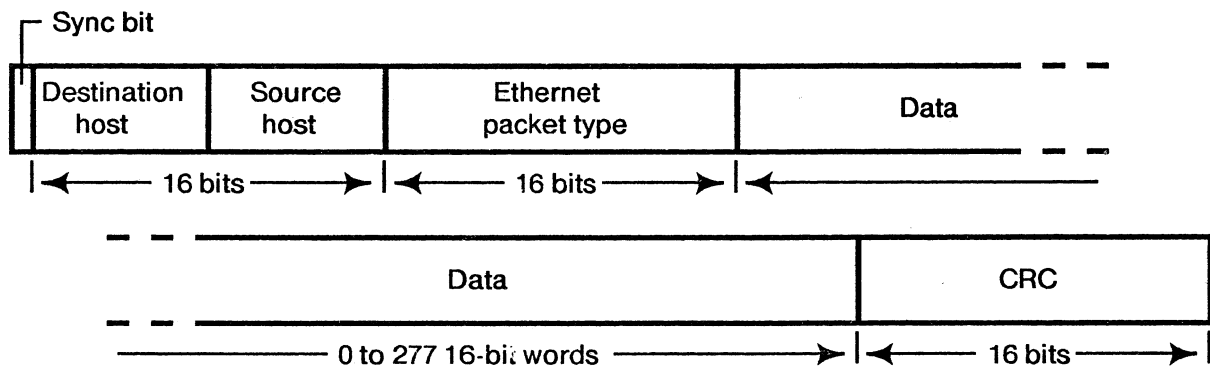 Sync bit
Destination host
Source host
Ethernet packet type
Data
16 bits
16 bits
Data
CRC
0 to 277 16-bit words
16 bits